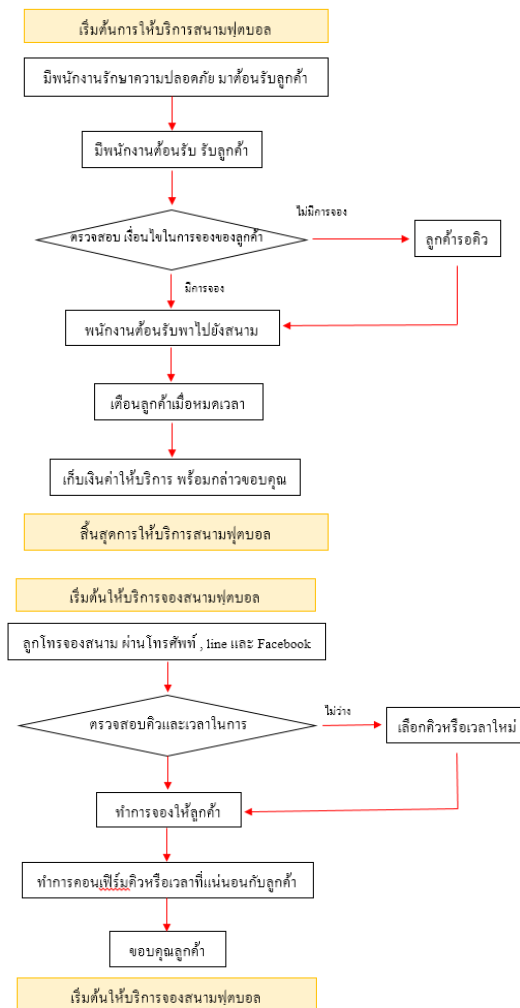 เริ่มต้นการให้บริการสนามฟุตบอล
มีพนักงานรักษาความปลอดภัย มาต้อนรับลูกค้า
มีพนักงานต้อนรับ รับลูกค้า
ไม่มีการจอง
ตรวจสอบ เงื่อนไขในการจองของลูกค้า
ลูกค้ารอคิว
มีการจอง
พนักงานต้อนรับพาไปยังสนาม
เตือนลูกค้าเมื่อหมดเวลา
เก็บเงินค่าให้บริการ พร้อมกล่าวขอบคุณ
สิ้นสุดการให้บริการสนามฟุตบอล
เริ่มต้นให้บริการจองสนามฟุตบอล
ลูกโทรจองสนาม ผ่านโทรศัพท์ , line และ Facebook
ไม่ว่าง
ตรวจสอบคิวและเวลาในการ
เลือกคิวหรือเวลาใหม่
ทำการจองให้ลูกค้า
ทำการคอนเฟิร์มคิวหรือเวลาที่แน่นอนกับลูกค้า
ขอบคุณลูกค้า
เริ่มต้นให้บริการจองสนามฟุตบอล